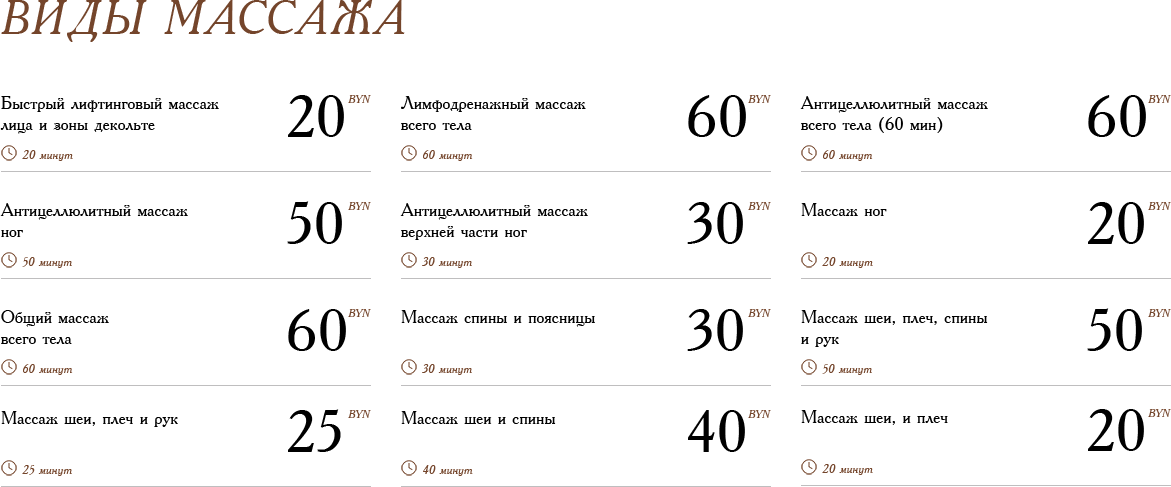 ВИДЫ МАССАЖА
Быстрый лифтинговый массаж
лица и зоны декольте
20 BYN
20 минут
Лимфодренажный массаж
всего тела
60 BYN
60 минут
Антицеллюлитный массаж
всего тела (60 мин)
60 BYN
60 минут
Антицеллюлитный массаж
ног
50 BYN
50 минут
Антицеллюлитный массаж
верхней части ног
30 BYN
30 минут
Массаж ног
20 BYN
20 минут
Общий массаж
всего тела
60 BYN
60 минут
Массаж спины и поясницы
30 BYN
30 минут
Массаж шеи, плеч, спины
и рук
50 BYN
50 минут
Массаж шеи, плеч и рук
25 BYN
25 минут
Массаж шеи и спины
40 BYN
40 минут
Массаж шеи, и плеч
20 BYN
20 минут